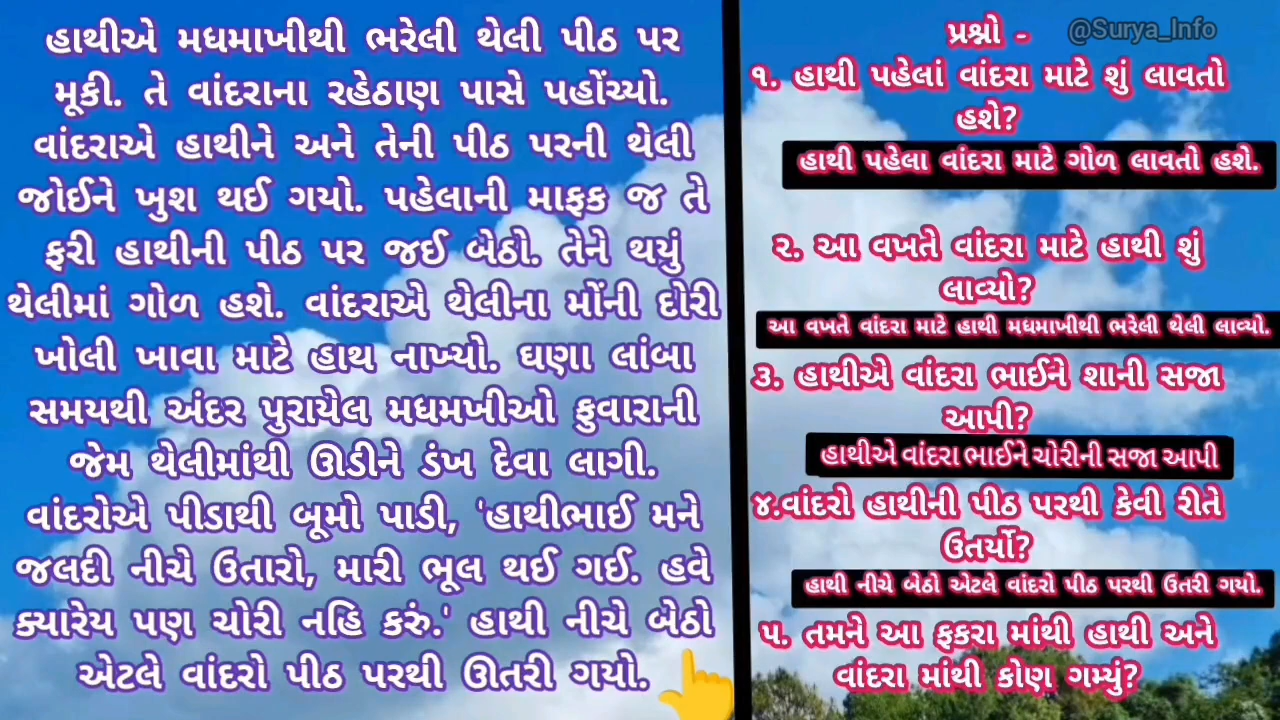 હાથીએ મધમાખીથી ભરેલી થેલી પીઠ પર
મૂકી. તે વાંદરાના રહેઠાણ પાસે પહોંચ્યો.
વાંદરાએ હાથીને અને તેની પીઠ પરની થેલી
જોઈને ખુશ થઈ ગયો. પહેલાની માફક જ તે
ફરી હાથીની પીઠ પર જઈ બેઠો. તેને થયું
થેલીમાં ગોળ હશે. વાંદરાએ થેલીના મોંની દોરી
ખોલી ખાવા માટે હાથ નાખ્યો. ઘણા લાંબા
સમયથી અંદર પુરાયેલ મધમખીઓ ફુવારાની
જેમ થેલીમાંથી ઊડીને ડંખ દેવા લાગી.
વાંદરોએ પીડાથી બૂમો પાડી, 'હાથીભાઈ મને
જલદી નીચે ઉતારો, મારી ભૂલ થઈ ગઈ. હવે
ક્યારેય પણ ચોરી નહિ કરું.' હાથી નીચે બેઠો
એટલે વાંદરો પીઠ પરથી ઊતરી ગયો.
પ્રશ્નો -
@Surya_Info
૧. હાથી પહેલાં વાંદરા માટે શું લાવતો
હશે?
હાથી પહેલા વાંદરા માટે ગોળ લાવતો હશે.
૨. આ વખતે વાંદરા માટે હાથી શું
લાવ્યો?
આ વખતે વાંદરા માટે હાથી મધમાખીથી ભરેલી થેલી લાવ્યો.
૩. હાથીએ વાંદરા ભાઈને શાની સજા
આપી?
હાથીએ વાંદરા ભાઈને ચોરીની સજા આપી
૪.વાંદરો હાથીની પીઠ પરથી કેવી રીતે
ઉતર્યો?
હાથી નીચે બેઠો એટલે વાંદરો પીઠ પરથી ઉતરી ગયો.
૫. તમને આ ફકરા માંથી હાથી અને
વાંદરા માંથી કોણ ગમ્યું?